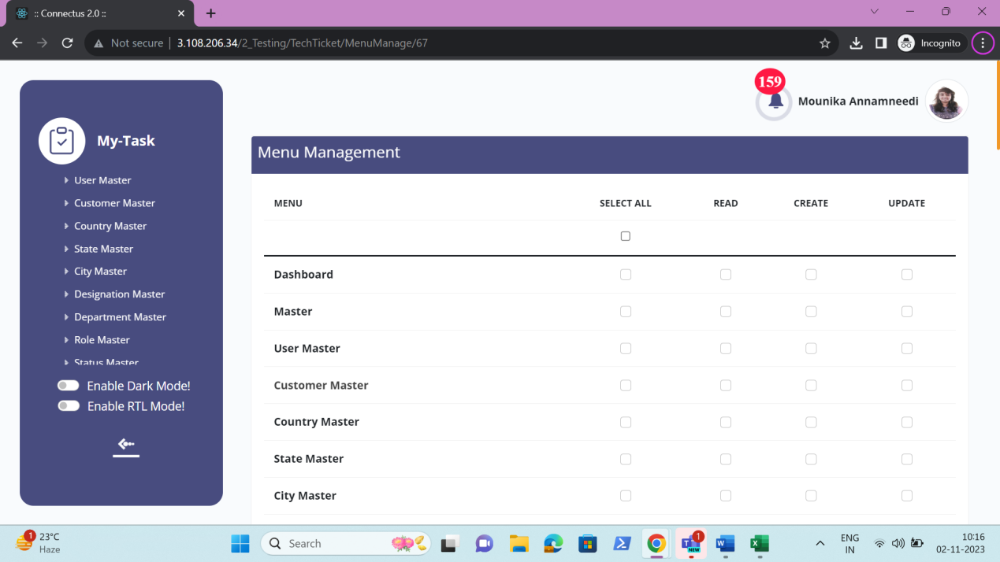 :: Connectus 2.0 ::
Not secure | 3.108.206.34/2_Testing/TechTicket/MenuManage/67
Incognito
159
Mounika Annamneedi
My-Task
User Master
Customer Master
Country Master
State Master
City Master
Designation Master
Department Master
Role Master
Status Master
Enable Dark Mode!
Enable RTL Mode!
Menu Management
MENU SELECT ALL READ CREATE UPDATE
Dashboard
Master
User Master
Customer Master
Country Master
State Master
City Master
1
23°C
Haze
Search
1
T
NEW
W
X
ENG
IN
10:16
02-11-2023